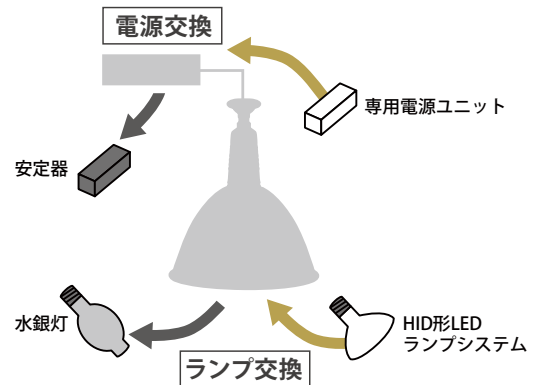 電源交換
専用電源ユニット
安定器
水銀灯
HID形LED
ランプシステム
ランプ交換